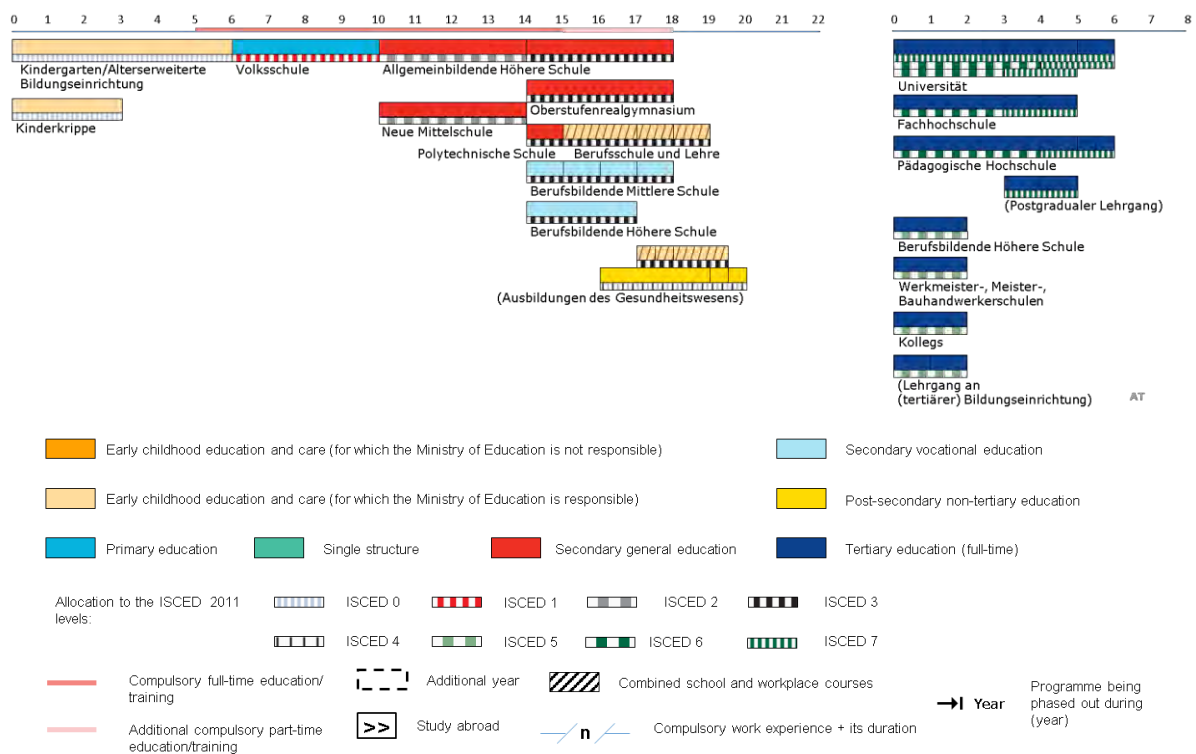 0 1 2 3 4 5 6 7 8 9 10 11 12 13 14 15 16 17 18 19 20 21 22
Kindergarten/Alterserweiterte
Bildungseinrichtung
Volksschule
Allgemeinbildende Höhere Schule
Oberstufenrealgymnasium
Kinderkrippe
Neue Mittelschule
Polytechnische Schule
Berufsschule und Lehre
Berufsbildende Mittlere Schule
Berufsbildende Höhere Schule
(Ausbildungen des Gesundheitswesens)
0 1 2 3 4 5 6 7 8
Universität
Fachhochschule
Pädagogische Hochschule
(Postgradualer Lehrgang)
Berufsbildende Höhere Schule
Werkmeister-, Meister-,
Bauhandwerkerschulen
Kollegs
(Lehrgang an
(tertiärer) Bildungseinrichtung)
AT
Early childhood education and care (for which the Ministry of Education is not responsible)
Secondary vocational education
Early childhood education and care (for which the Ministry of Education is responsible)
Post-secondary non-tertiary education
Primary education
Single structure
Secondary general education
Tertiary education (full-time)
Allocation to the ISCED 2011
levels:
ISCED 0
ISCED 1
ISCED 2
ISCED 3
ISCED 4
ISCED 5
ISCED 6
ISCED 7
Compulsory full-time education/
training
Additional year
Combined school and workplace courses
Year
Programme being
phased out during
(year)
Additional compulsory part-time
education/training
>>
Study abroad
n
Compulsory work experience + its duration